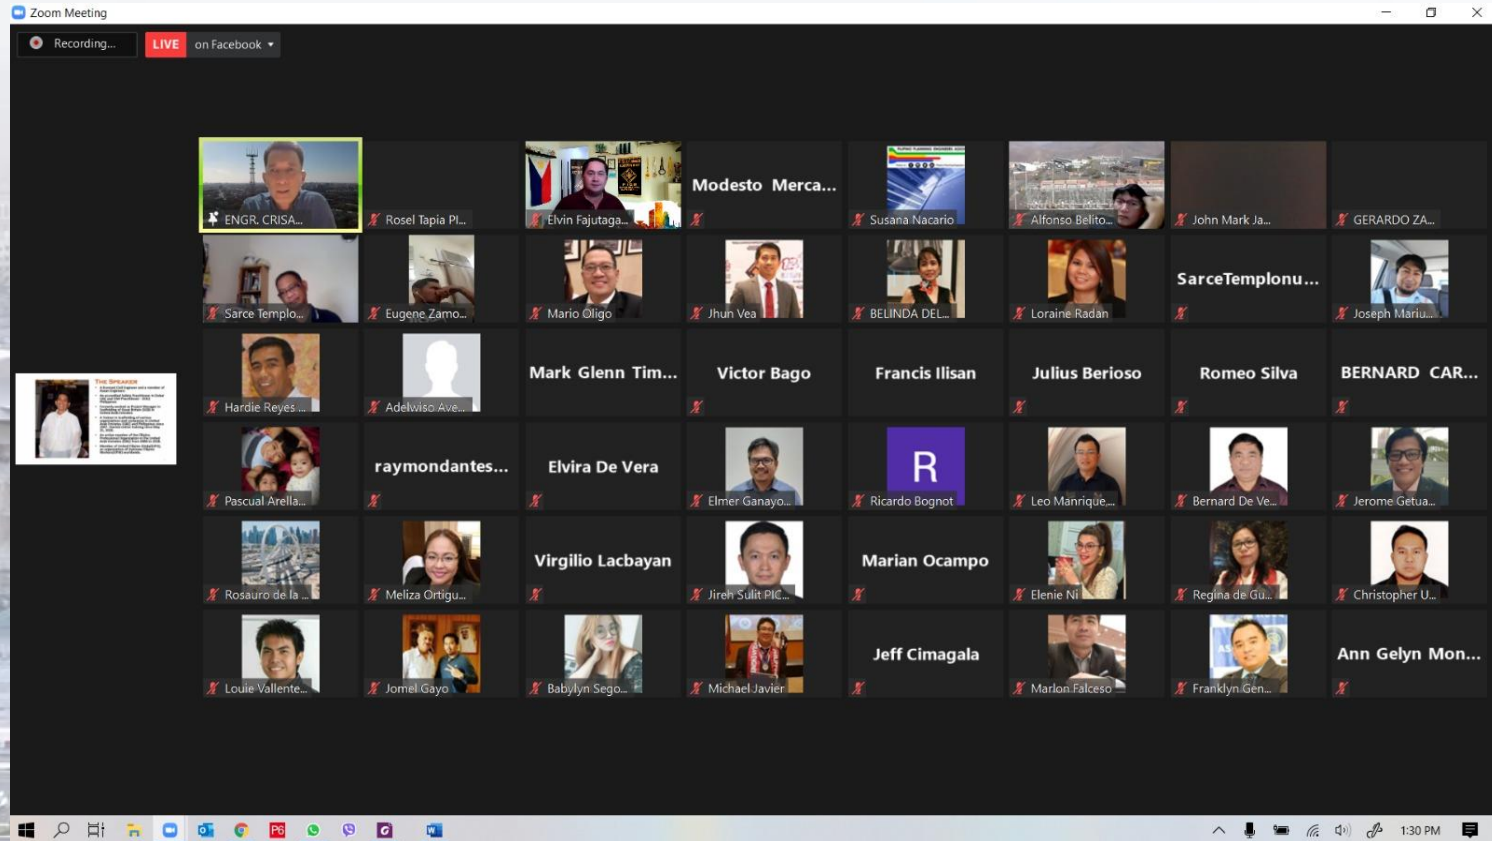 Zoom Meeting
Recording...
LIVE on Facebook
ENGR. CRISA...
Rosel Tapia PI...
Elvin Fajutaga...
Modesto Merca...
FILIPINO PLANNING ENGINEERS
Susana Nacario
Alfonso Belito...
John Mark Ja...
GERARDO ZA...
Sarce Templo...
Eugene Zamo...
Mario Oligo
Jhun Vea
BELINDA DEL...
Loraine Radan
SarceTemplonu...
Joseph Mariu...
THE SPEAKER
Hardie Reyes ...
Adelwiso Ave...
Mark Glenn Tim...
Victor Bago
Francis Ilisan
Julius Berioso
Romeo Silva
BERNARD CAR...
Pascual Arella...
raymondantes...
Elvira De Vera
Elmer Ganayo...
R
Ricardo Bognot
Leo Manrique,...
Bernard De Ve...
Jerome Getua...
Rosauro de la ...
Meliza Ortigu...
Virgilio Lacbayan
Jireh Sulit PIC...
Marian Ocampo
Elenie Ni
Regina de Gu...
Christopher U...
Louie Vallente...
Jomel Gayo
Babylyn Sego...
Michael Javier
Jeff Cimagala
Marlon Falceso
Franklyn Gen...
Ann Gelyn Mon...
P6
1:30 PM